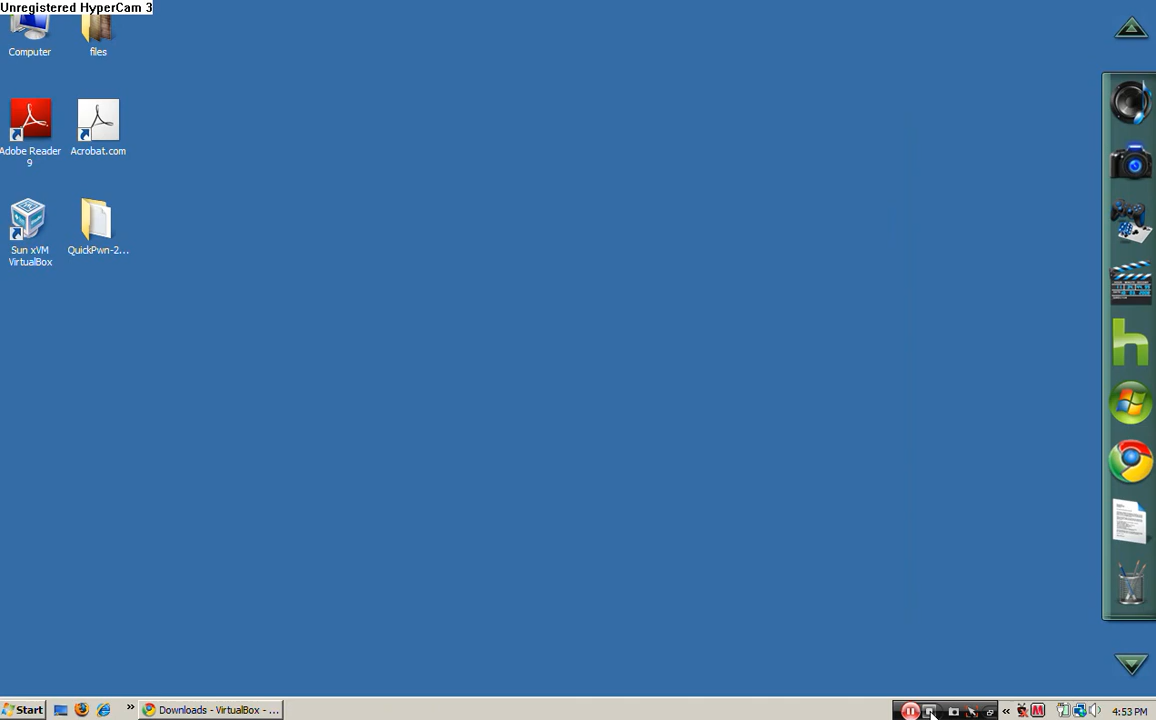 Unregistered HyperCam 3
Computer
files
Adobe Reader
9
Acrobat.com
Sun xVM
VirtualBox
QuickPwn-2...
h
Start
»
Downloads - VirtualBox - ...
«
4:53 PM